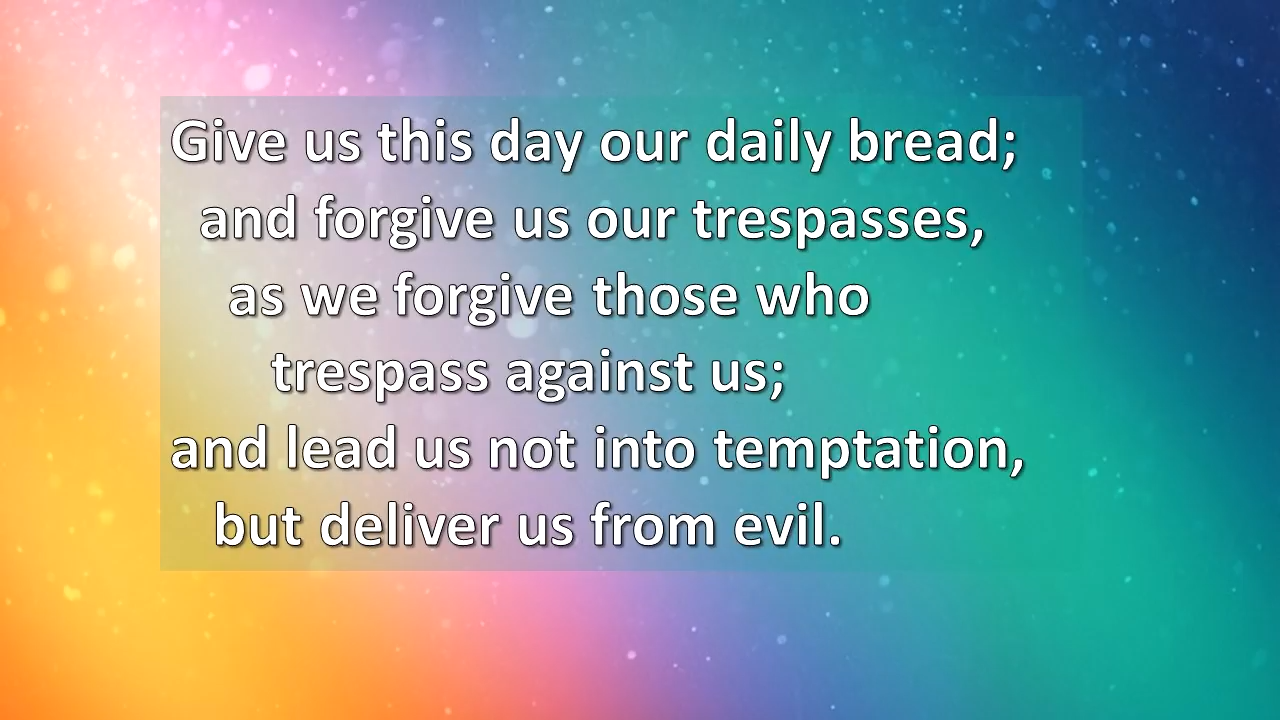 Give us this day our daily bread;
and forgive us our trespasses,
as we forgive those who
trespass against us;
and lead us not into temptation,
but deliver us from evil.